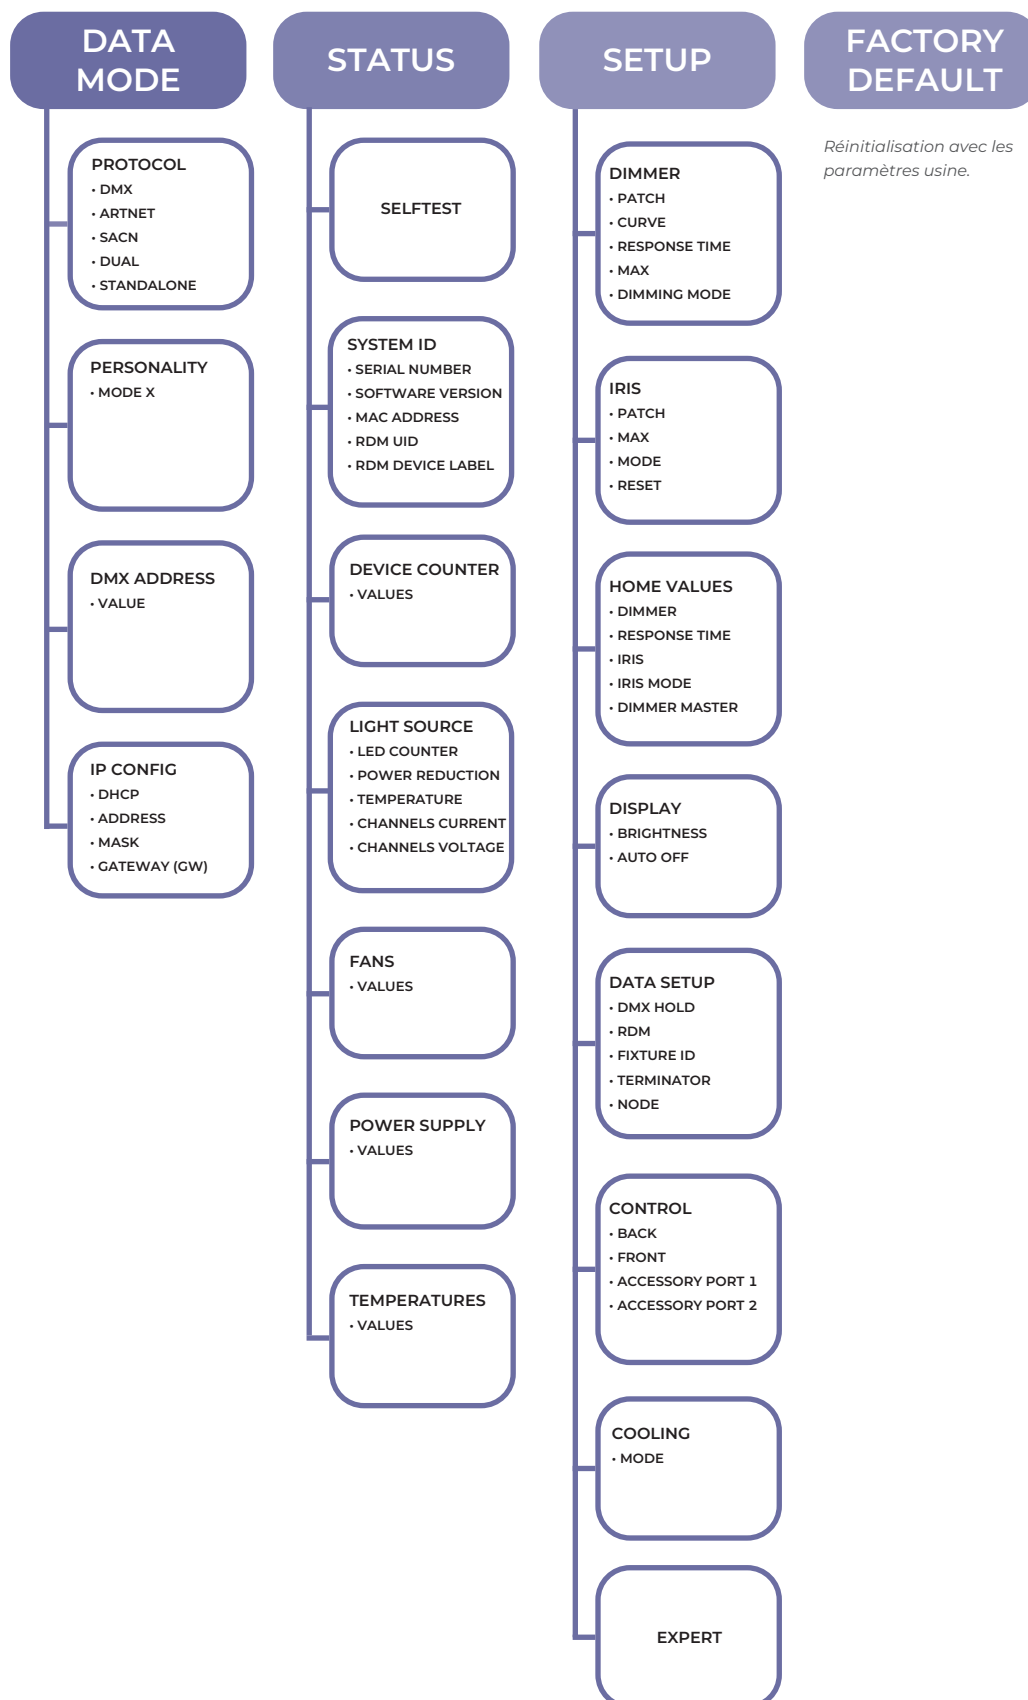 DATA
MODE
PROTOCOL
• DMX
• ARTNET
• SACN
• DUAL
• STANDALONE
PERSONALITY
• MODE X
DMX ADDRESS
• VALUE
IP CONFIG
• DHCP
• ADDRESS
• MASK
• GATEWAY (GW)
STATUS
SELFTEST
SYSTEM ID
• SERIAL NUMBER
• SOFTWARE VERSION
• MAC ADDRESS
• RDM UID
• RDM DEVICE LABEL
DEVICE COUNTER
• VALUES
LIGHT SOURCE
• LED COUNTER
• POWER REDUCTION
• TEMPERATURE
• CHANNELS CURRENT
• CHANNELS VOLTAGE
FANS
• VALUES
POWER SUPPLY
• VALUES
TEMPERATURES
• VALUES
SETUP
DIMMER
• PATCH
• CURVE
• RESPONSE TIME
• MAX
• DIMMING MODE
IRIS
• PATCH
• MAX
• MODE
• RESET
HOME VALUES
• DIMMER
• RESPONSE TIME
• IRIS
• IRIS MODE
• DIMMER MASTER
DISPLAY
• BRIGHTNESS
• AUTO OFF
DATA SETUP
• DMX HOLD
• RDM
• FIXTURE ID
• TERMINATOR
• NODE
CONTROL
• BACK
• FRONT
• ACCESSORY PORT 1
• ACCESSORY PORT 2
COOLING
• MODE
EXPERT
FACTORY
DEFAULT
Réinitialisation avec les
paramètres usine.